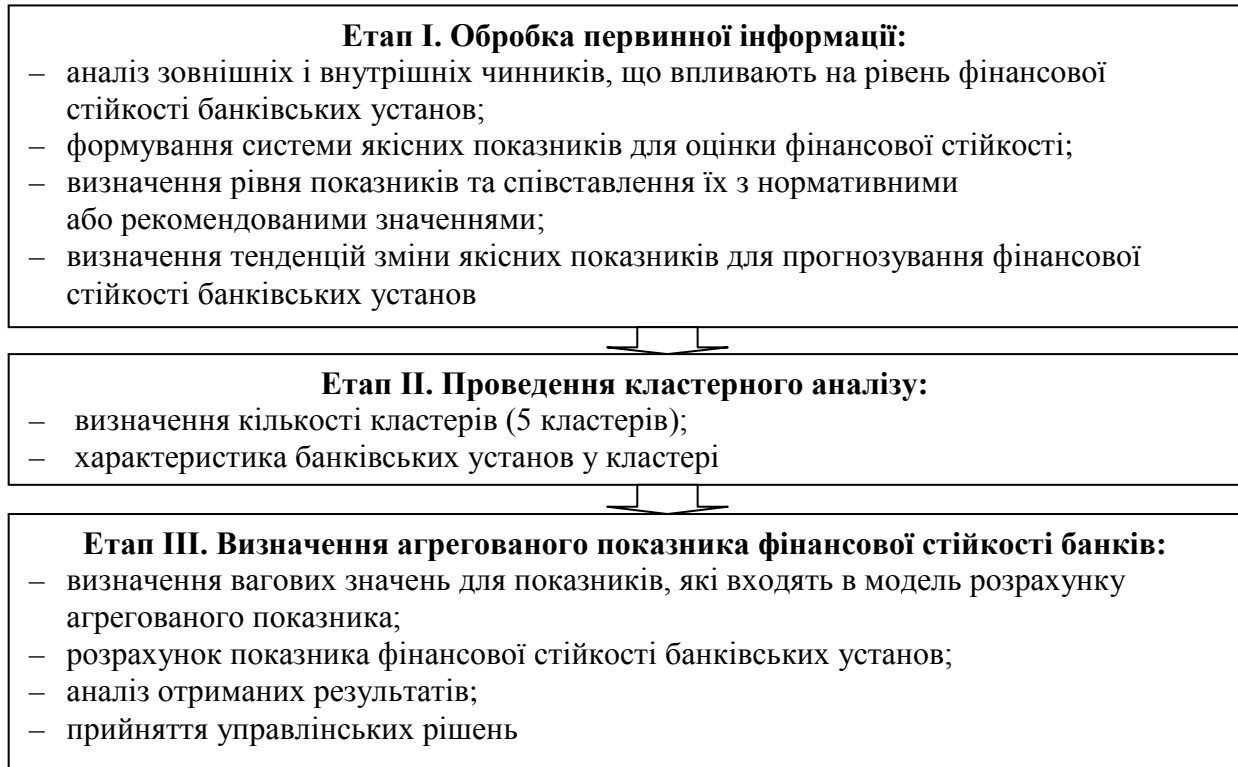 Етап І. Обробка первинної інформації:
– аналіз зовнішніх і внутрішніх чинників, що впливають на рівень фінансової
стійкості банківських установ;
– формування системи якісних показників для оцінки фінансової стійкості;
– визначення рівня показників та співставлення їх з нормативними
або рекомендованими значеннями;
– визначення тенденцій зміни якісних показників для прогнозування фінансової
стійкості банківських установ
Етап ІІ. Проведення кластерного аналізу:
– визначення кількості кластерів (5 кластерів);
– характеристика банківських установ у кластері
Етап ІІІ. Визначення агрегованого показника фінансової стійкості банків:
– визначення вагових значень для показників, які входять в модель розрахунку
агрегованого показника;
– розрахунок показника фінансової стійкості банківських установ;
– аналіз отриманих результатів;
– прийняття управлінських рішень